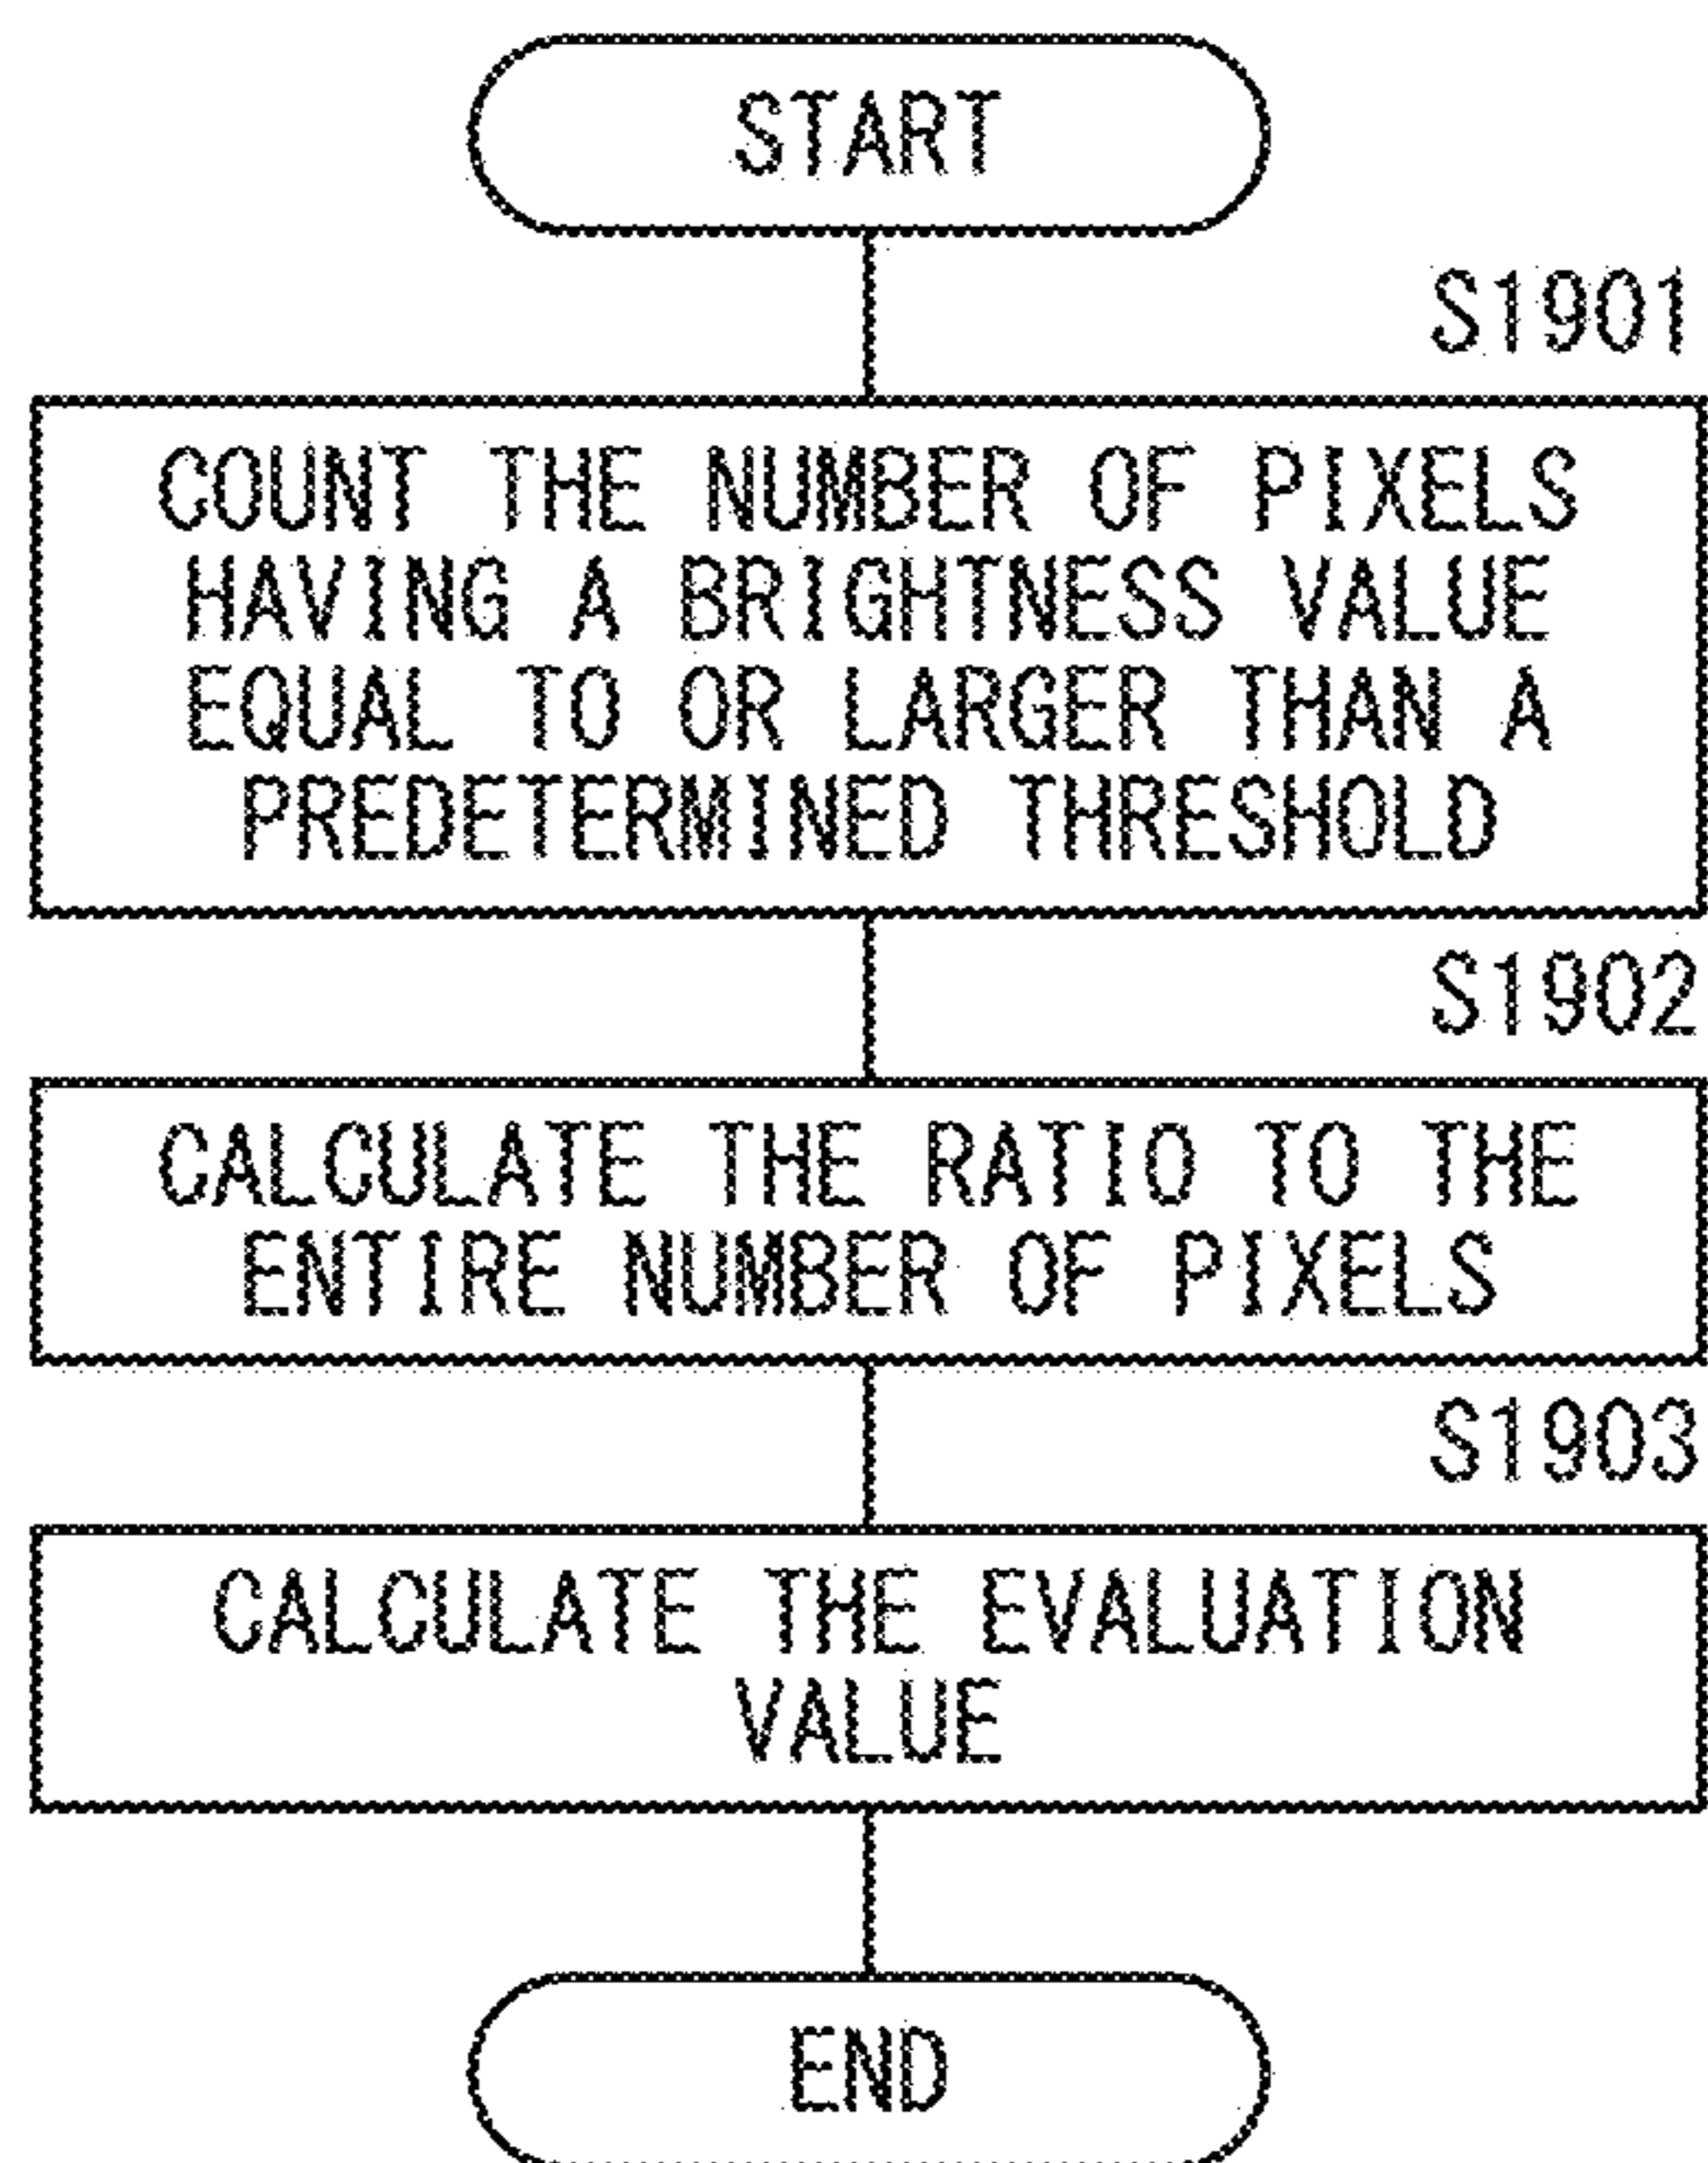 START
S1901
COUNT THE NUMBER OF PIXELS
HAVING A BRIGHTNESS VALUE
EQUAL TO OR LARGER THAN A
PREDETERMINED THRESHOLD
S1902
CALCULATE THE RATIO TO THE
ENTIRE NUMBER OF PIXELS
S1903
CALCULATE THE EVALUATION
VALUE
END